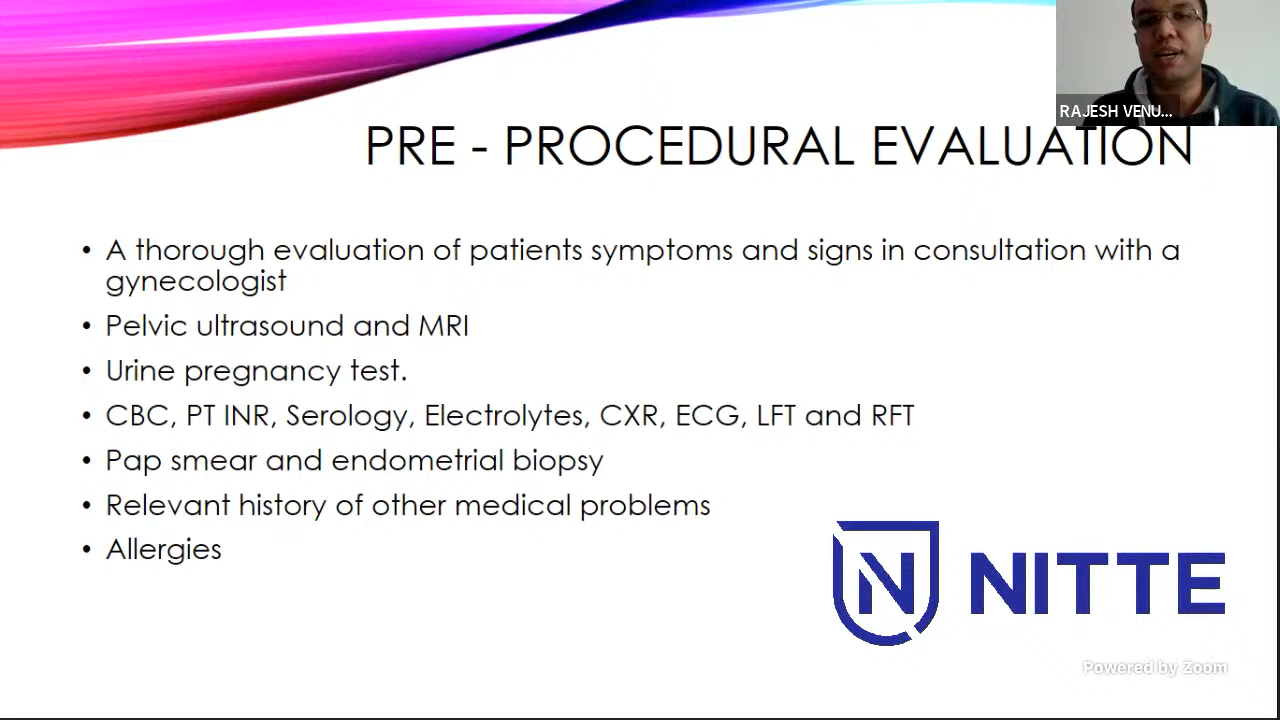 RAJESH VENU...
PRE - PROCEDURAL EVALUATION
• A thorough evaluation of patients symptoms and signs in consultation with a
gynecologist
• Pelvic ultrasound and MRI
• Urine pregnancy test.
• CBC, PT INR, Serology, Electrolytes, CXR, ECG, LFT and RFT
• Pap smear and endometrial biopsy
• Relevant history of other medical problems
• Allergies
N NITTE
Powered by Zoom